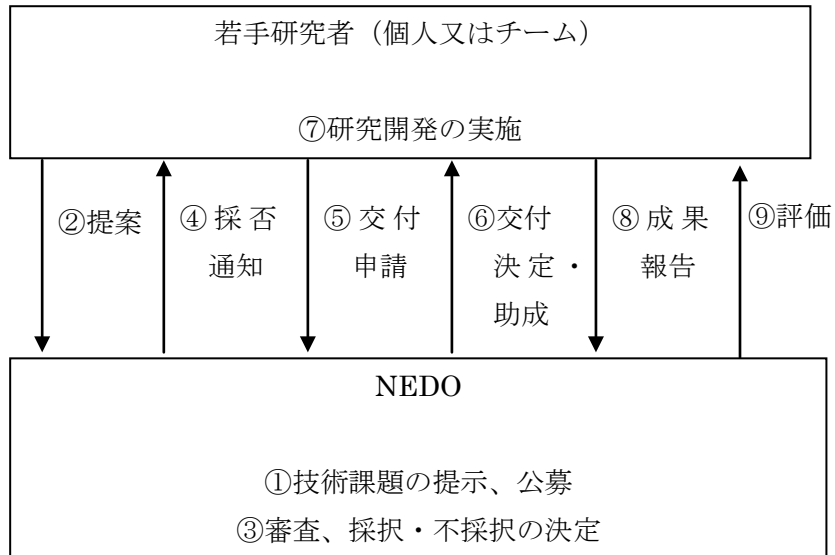 若手研究者（個人又はチーム）
⑦研究開発の実施
②提案
④採否
通知
⑤交付
申請
⑥交付
決定・
助成
⑧成果
報告
⑨評価
NEDO
①技術課題の提示、公募
③審査、採択・不採択の決定